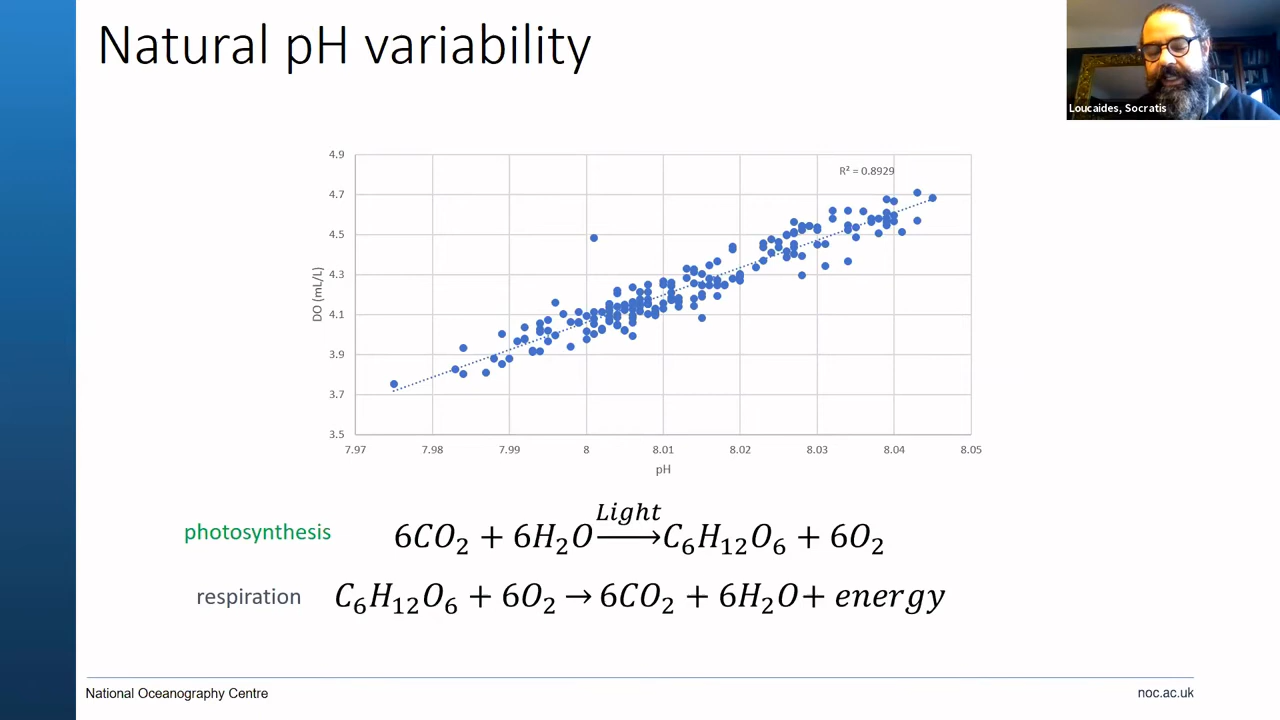 Natural pH variability
Loucaides, Socratis
R² = 0.8929
4.9
4.7
4.5
4.3
4.1
3.9
3.7
3.5
DO (mL/L)
7.97 7.98 7.99 8 8.01 8.02 8.03 8.04 8.05
pH
photosynthesis 6CO₂ + 6H₂O \xrightarrow{Light} C₆H₁₂O₆ + 6O₂
respiration C₆H₁₂O₆ + 6O₂ → 6CO₂ + 6H₂O + energy
National Oceanography Centre noc.ac.uk